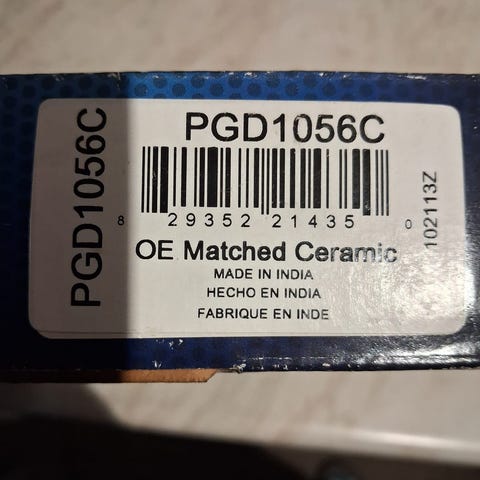 PGD1056C
PGD1056C
8 29352 21435 0
102113Z
OE Matched Ceramic
MADE IN INDIA
HECHO EN INDIA
FABRIQUE EN INDE